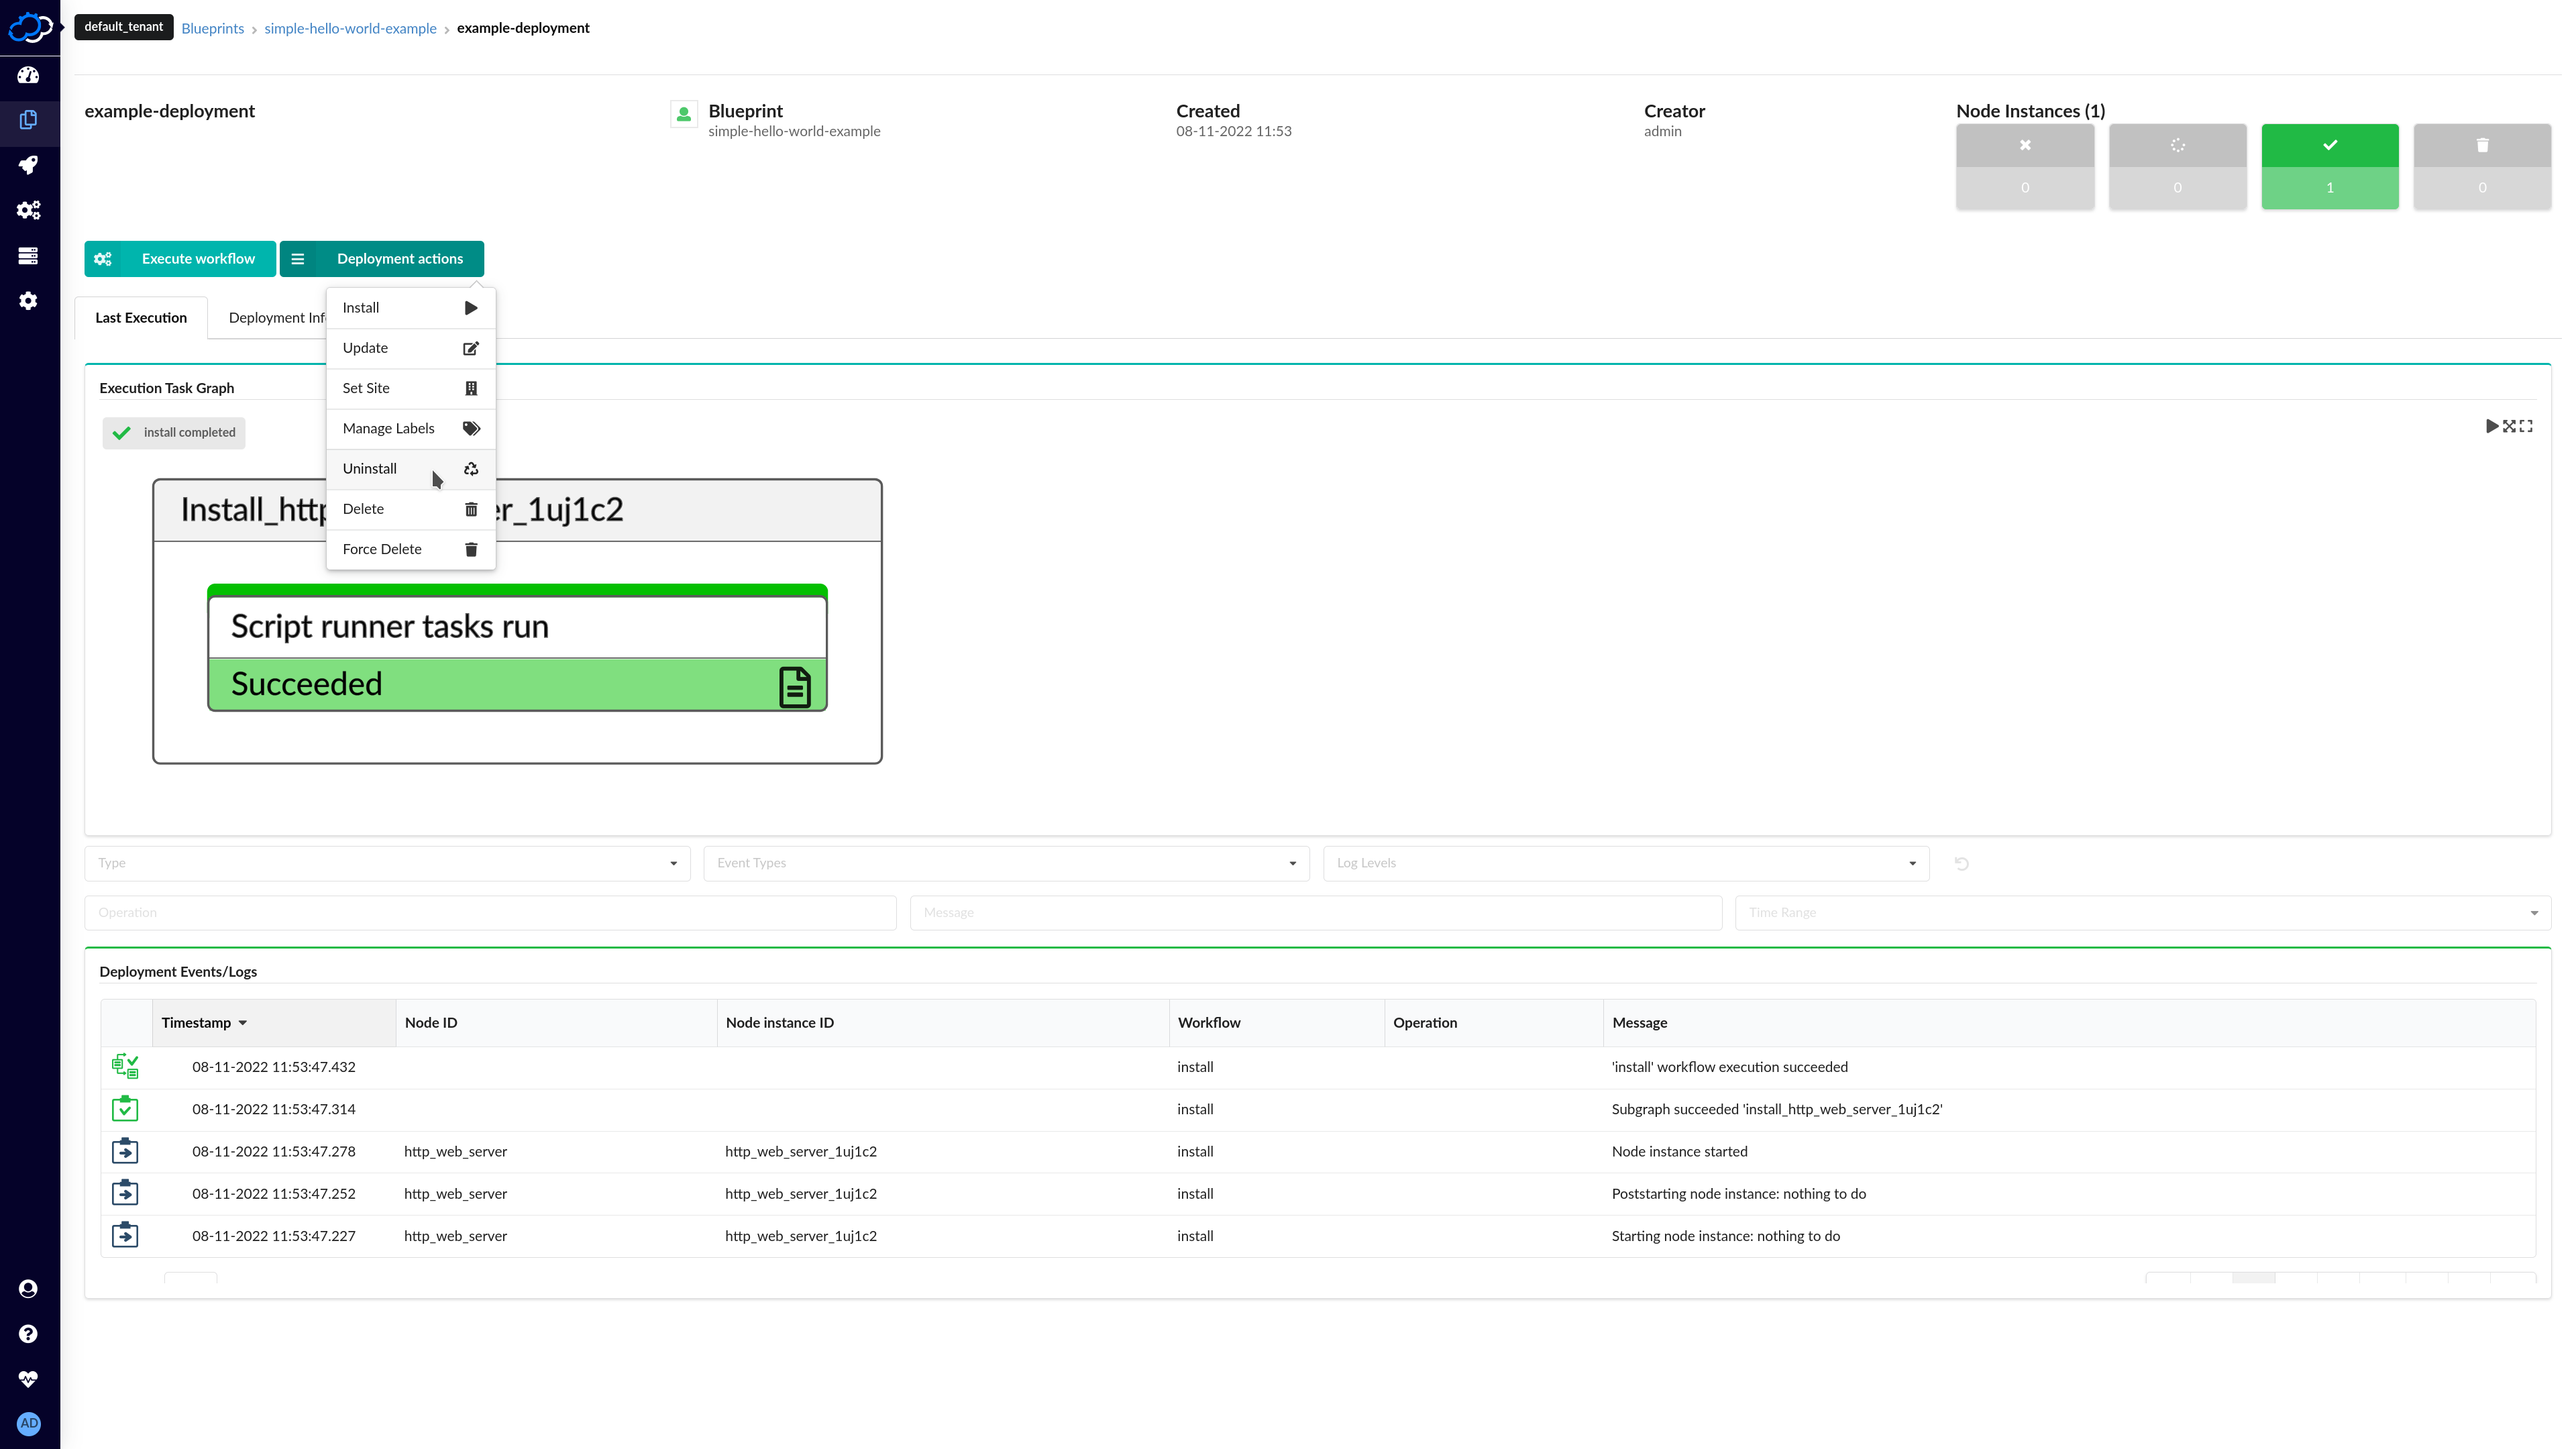 default_tenant Blueprints simple-hello-world-example example-deployment
example-deployment Blueprint Created Creator Node Instances (1)
simple-hello-world-example 08-11-2022 11:53 admin
0 0 1 0
Execute workflow Deployment actions
Last Execution Deployment Inf
Install
Update
Set Site
Manage Labels
Uninstall
Delete
Force Delete
Execution Task Graph
install completed
Install_http er_1uj1c2
Script runner tasks run
Succeeded
Type Event Types Log Levels
Operation Message Time Range
Deployment Events/Logs
Timestamp Node ID Node instance ID Workflow Operation Message
08-11-2022 11:53:47.432 install 'install' workflow execution succeeded
08-11-2022 11:53:47.314 install Subgraph succeeded 'install_http_web_server_1uj1c2'
08-11-2022 11:53:47.278 http_web_server http_web_server_1uj1c2 install Node instance started
08-11-2022 11:53:47.252 http_web_server http_web_server_1uj1c2 install Poststarting node instance: nothing to do
08-11-2022 11:53:47.227 http_web_server http_web_server_1uj1c2 install Starting node instance: nothing to do
AD